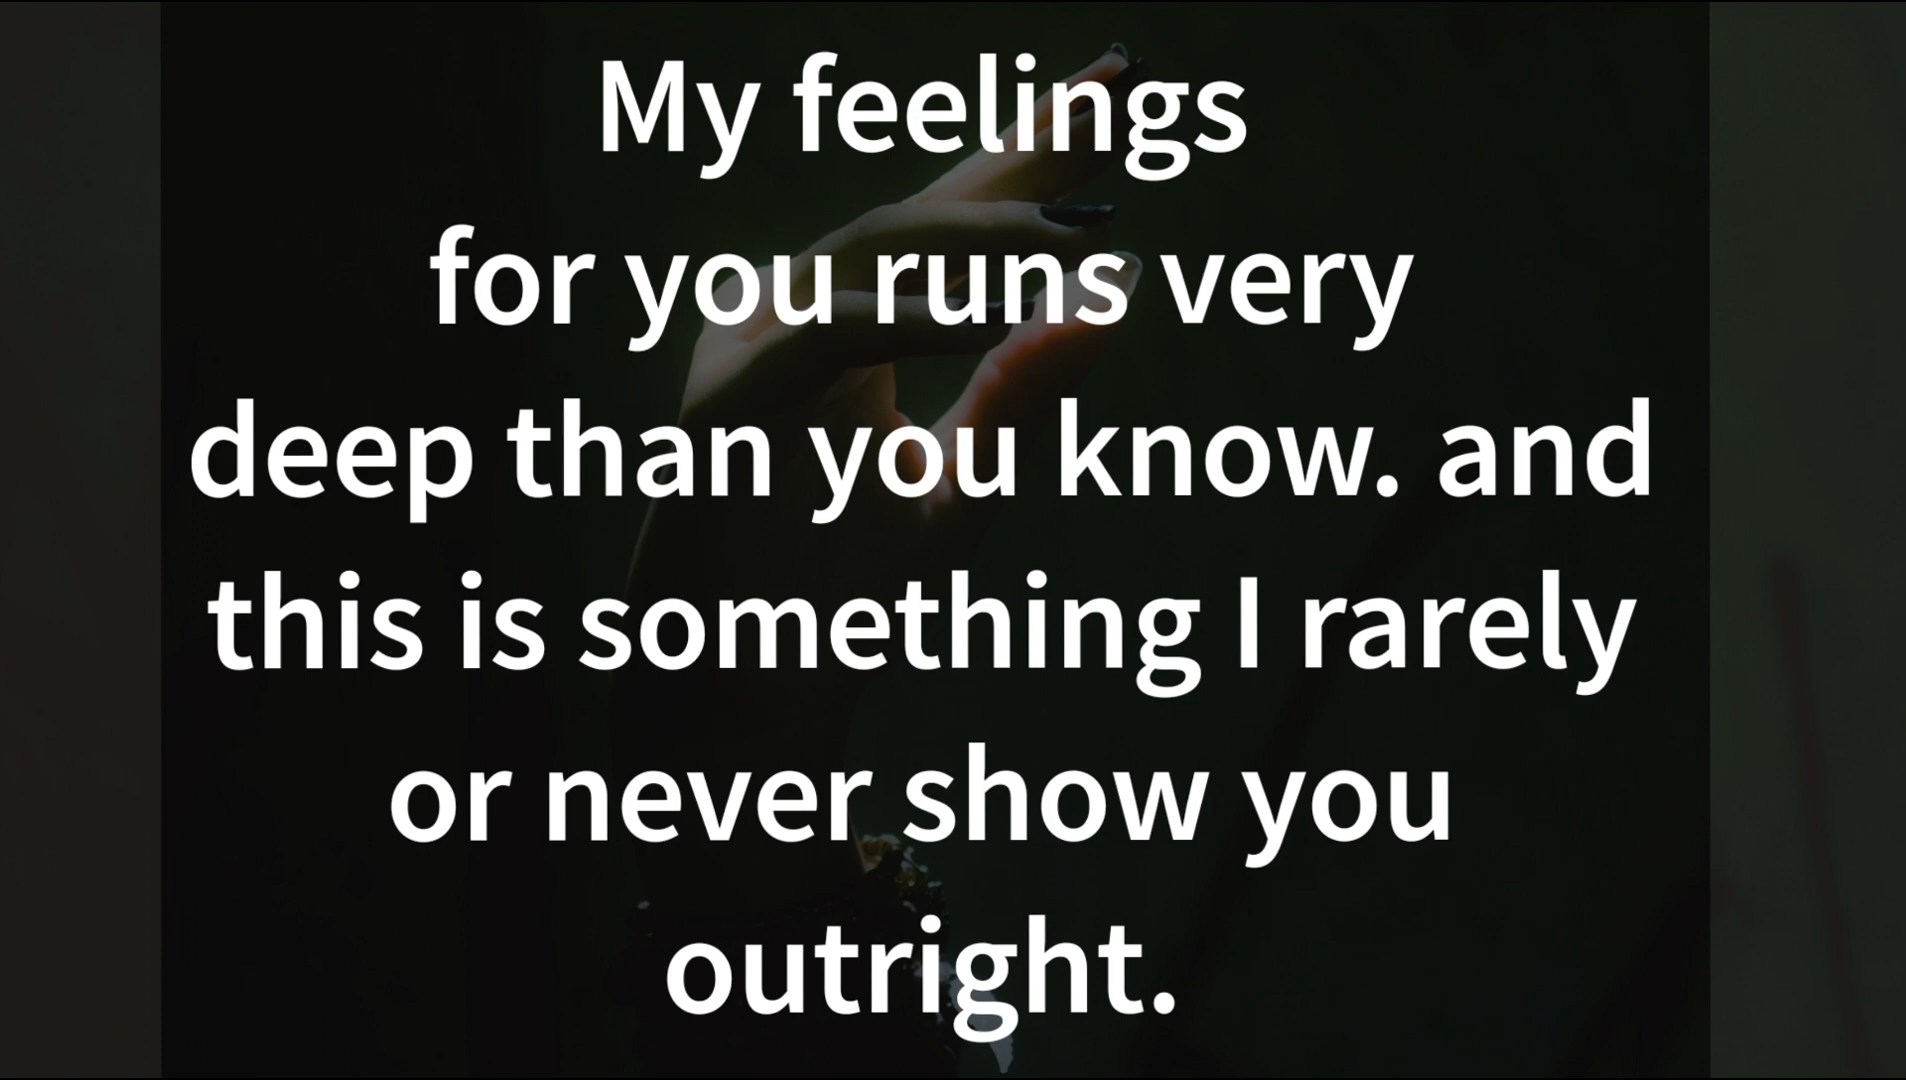 My feelings
for you runs very
deep than you know. and
this is something I rarely
or never show you
outright.